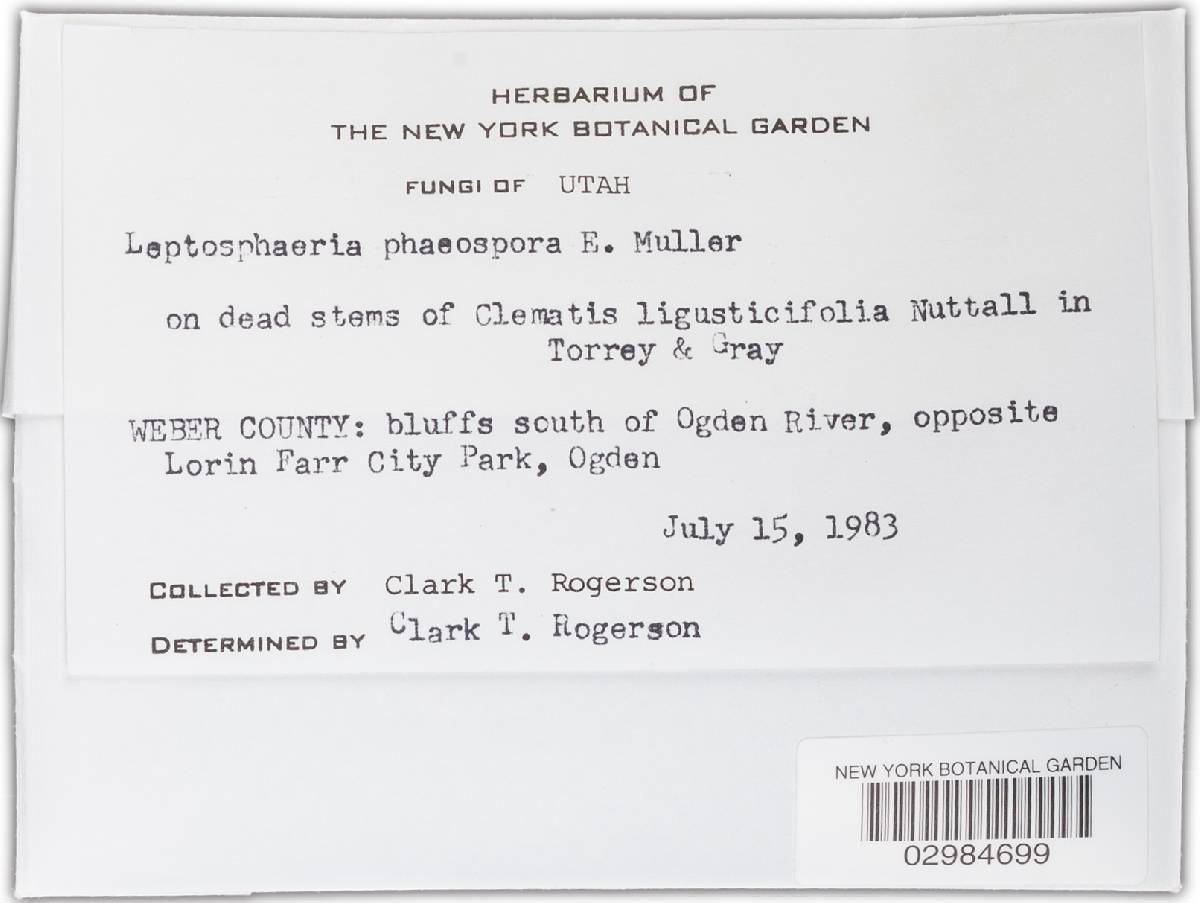 HERBARIUM OF
THE NEW YORK BOTANICAL GARDEN
FUNGI OF UTAH
Leptosphaeria phaeospora E. Muller
on dead stems of Clematis ligusticifolia Nuttall in
Torrey & Gray
WEBER COUNTY: bluffs south of Ogden River, opposite
Lorin Farr City Park, Ogden
July 15, 1983
COLLECTED BY Clark T. Rogerson
DETERMINED BY Clark T. Rogerson
NEW YORK BOTANICAL GARDEN
02984699